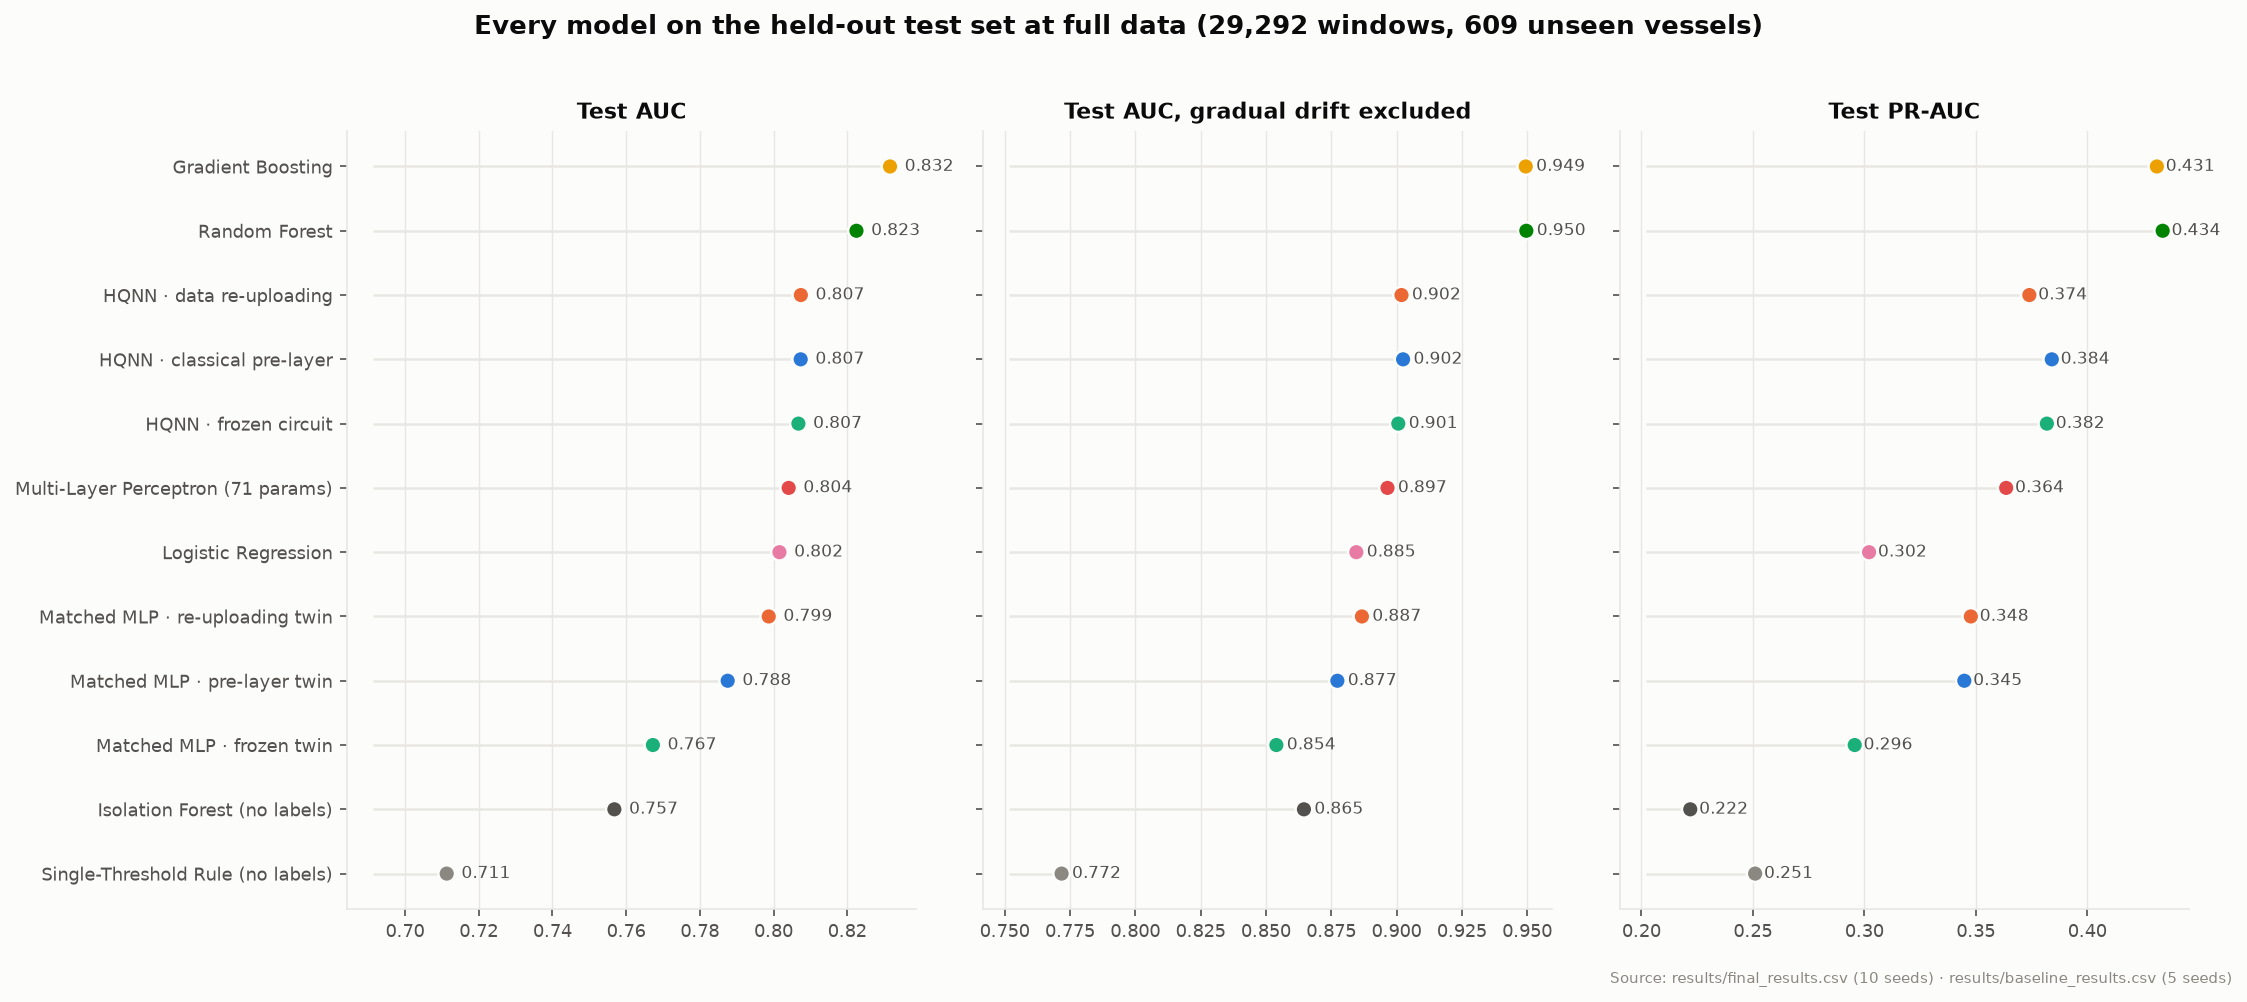 Every model on the held-out test set at full data (29,292 windows, 609 unseen vessels)
Test AUC
Test AUC, gradual drift excluded
Test PR-AUC
Gradient Boosting 0.832 0.949 0.431
Random Forest 0.823 0.950 0.434
HQNN · data re-uploading 0.807 0.902 0.374
HQNN · classical pre-layer 0.807 0.902 0.384
HQNN · frozen circuit 0.807 0.901 0.382
Multi-Layer Perceptron (71 params) 0.804 0.897 0.364
Logistic Regression 0.802 0.885 0.302
Matched MLP · re-uploading twin 0.799 0.887 0.348
Matched MLP · pre-layer twin 0.788 0.877 0.345
Matched MLP · frozen twin 0.767 0.854 0.296
Isolation Forest (no labels) 0.757 0.865 0.222
Single-Threshold Rule (no labels) 0.711 0.772 0.251
0.70 0.72 0.74 0.76 0.78 0.80 0.82
0.750 0.775 0.800 0.825 0.850 0.875 0.900 0.925 0.950
0.20 0.25 0.30 0.35 0.40
Source: results/final_results.csv (10 seeds) · results/baseline_results.csv (5 seeds)